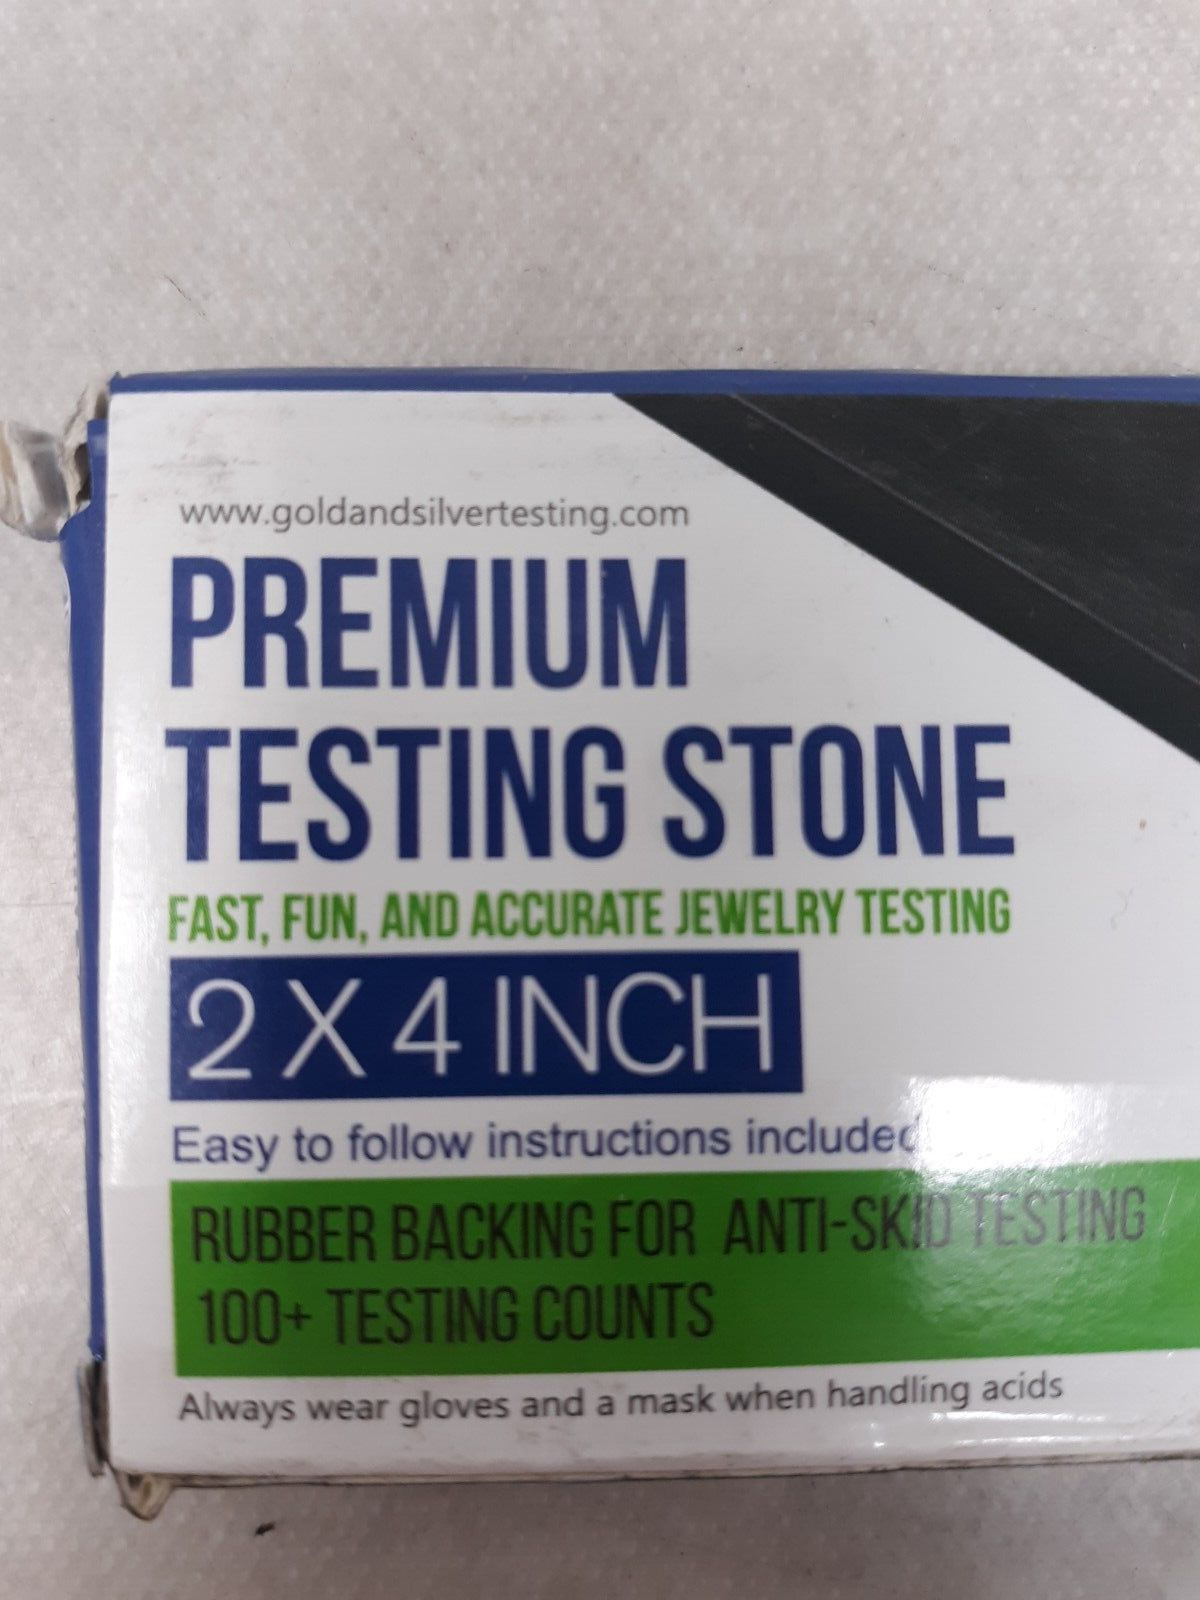 www.goldandsilvertesting.com
PREMIUM
TESTING STONE
FAST, FUN, AND ACCURATE JEWELRY TESTING
2 X 4 INCH
Easy to follow instructions included
RUBBER BACKING FOR ANTI-SKID TESTING
100+ TESTING COUNTS
Always wear gloves and a mask when handling acids